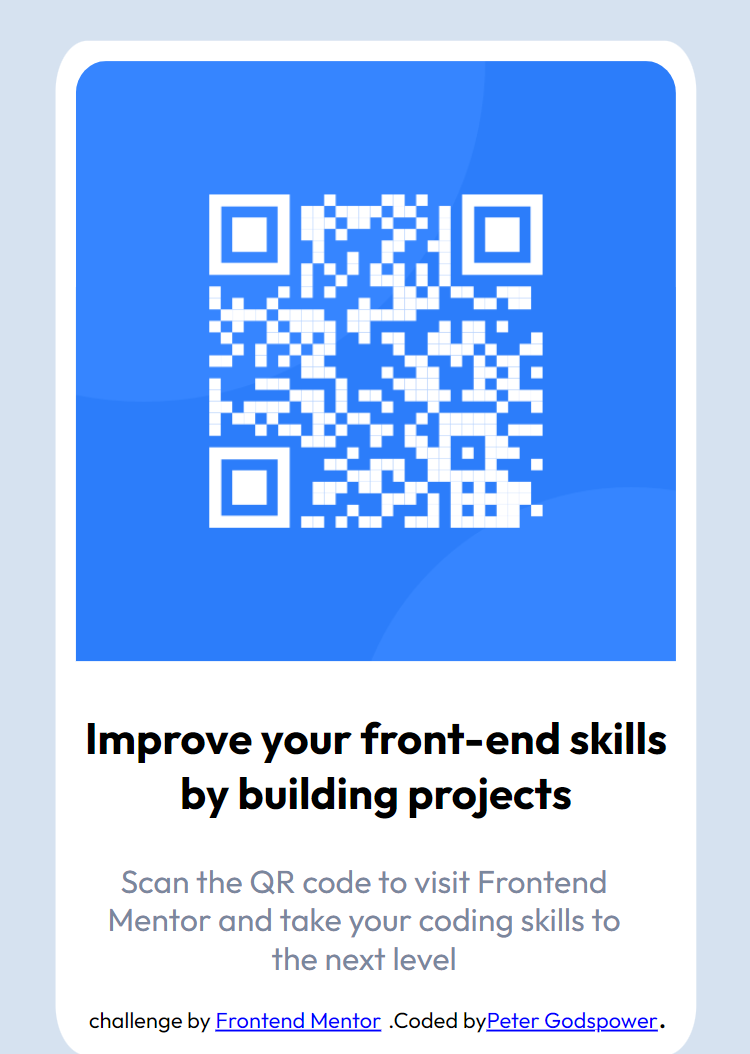 Improve your front-end skills
by building projects
Scan the QR code to visit Frontend
Mentor and take your coding skills to
the next level
challenge by Frontend Mentor .Coded byPeter Godspower.